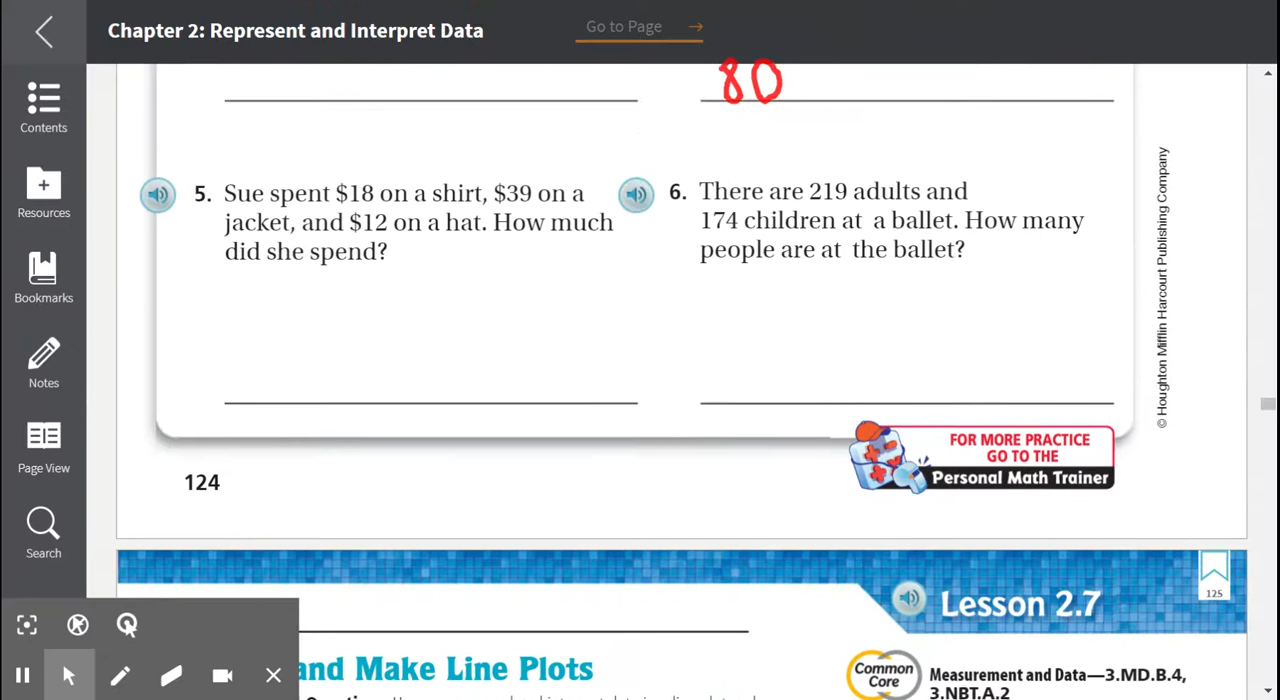 Chapter 2: Represent and Interpret Data
Go to Page →
Contents
Resources
Bookmarks
Notes
Page View
Search
80
5. Sue spent $18 on a shirt, $39 on a
jacket, and $12 on a hat. How much
did she spend?
6. There are 219 adults and
174 children at a ballet. How many
people are at the ballet?
© Houghton Mifflin Harcourt Publishing Company
FOR MORE PRACTICE
GO TO THE
Personal Math Trainer
124
125
Lesson 2.7
and Make Line Plots
Common
Core
Measurement and Data—3.MD.B.4,
3.NBT.A.2